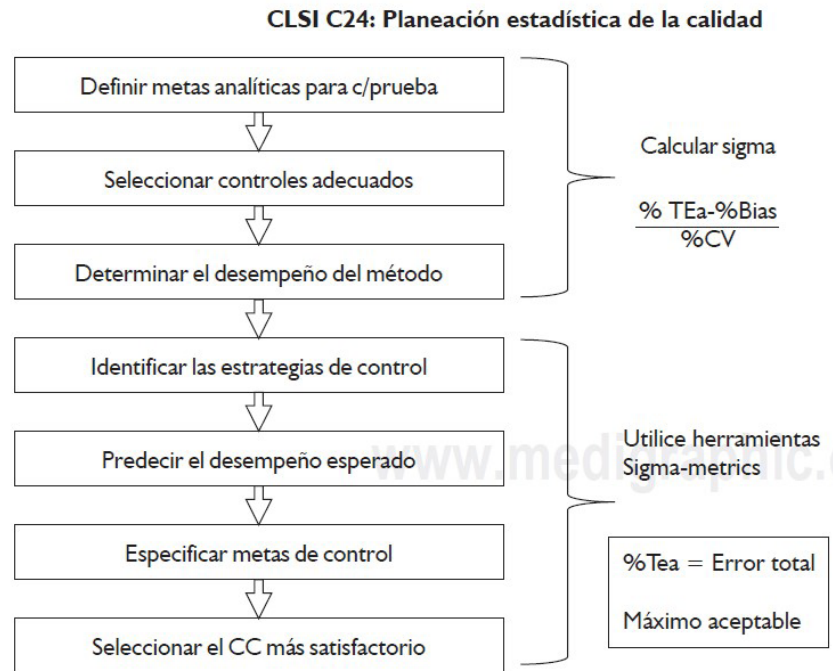 CLSI C24: Planeación estadística de la calidad
Definir metas analíticas para c/prueba
Seleccionar controles adecuados
Determinar el desempeño del método
Calcular sigma
% TEa-%Bias
%CV
Identificar las estrategias de control
Predecir el desempeño esperado
Especificar metas de control
Seleccionar el CC más satisfactorio
Utilice herramientas
Sigma-metrics
www.medigraphic.c
%Tea = Error total
Máximo aceptable